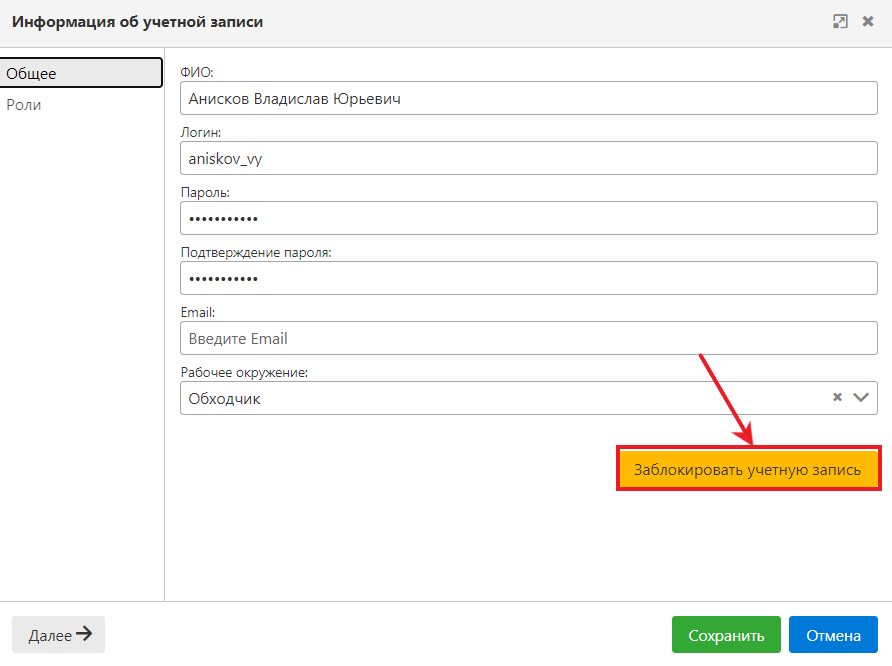 Информация об учетной записи
Общее
Роли
ФИО:
Анисков Владислав Юрьевич
Логин:
aniskov_vy
Пароль:
•••••••••••
Подтверждение пароля:
•••••••••••
Email:
Введите Email
Рабочее окружение:
Обходчик
Заблокировать учетную запись
Далее
Сохранить
Отмена